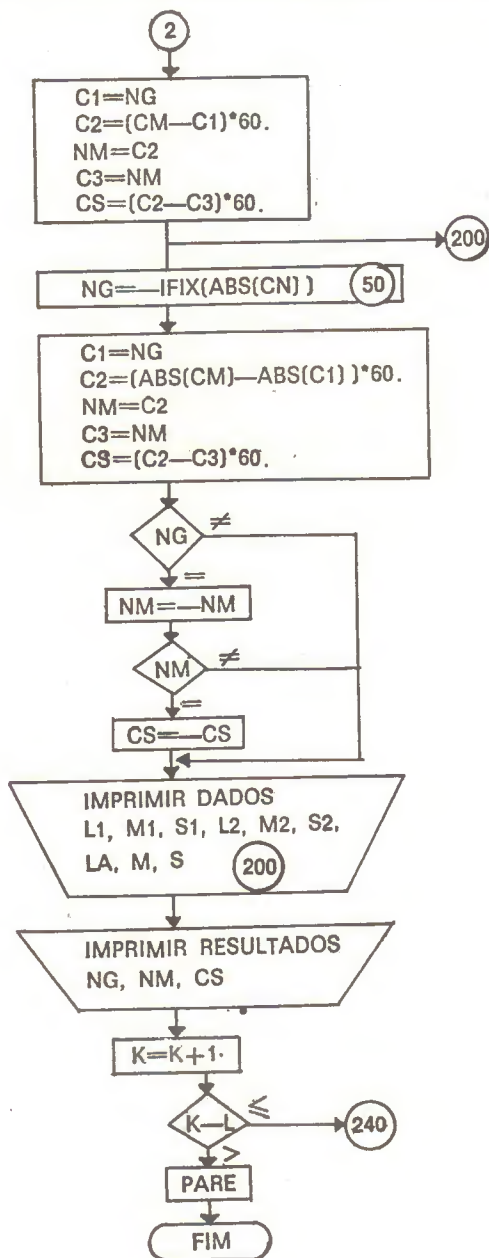 2
C1=NG
C2=(CM—C1)*60.
NM=C2
C3=NM
CS=(C2—C3)*60.
200
NG=—IFIX(ABS(CN)) 50
C1=NG
C2=(ABS(CM)—ABS(C1))*60.
NM=C2
C3=NM
CS=(C2—C3)*60.
NG ≠
=
NM=—NM
NM ≠
=
CS=—CS
IMPRIMIR DADOS
L1, M1, S1, L2, M2, S2,
LA, M, S 200
IMPRIMIR RESULTADOS
NG, NM, CS
K=K+1.
K—L ≤ 240
>
PARE
FIM